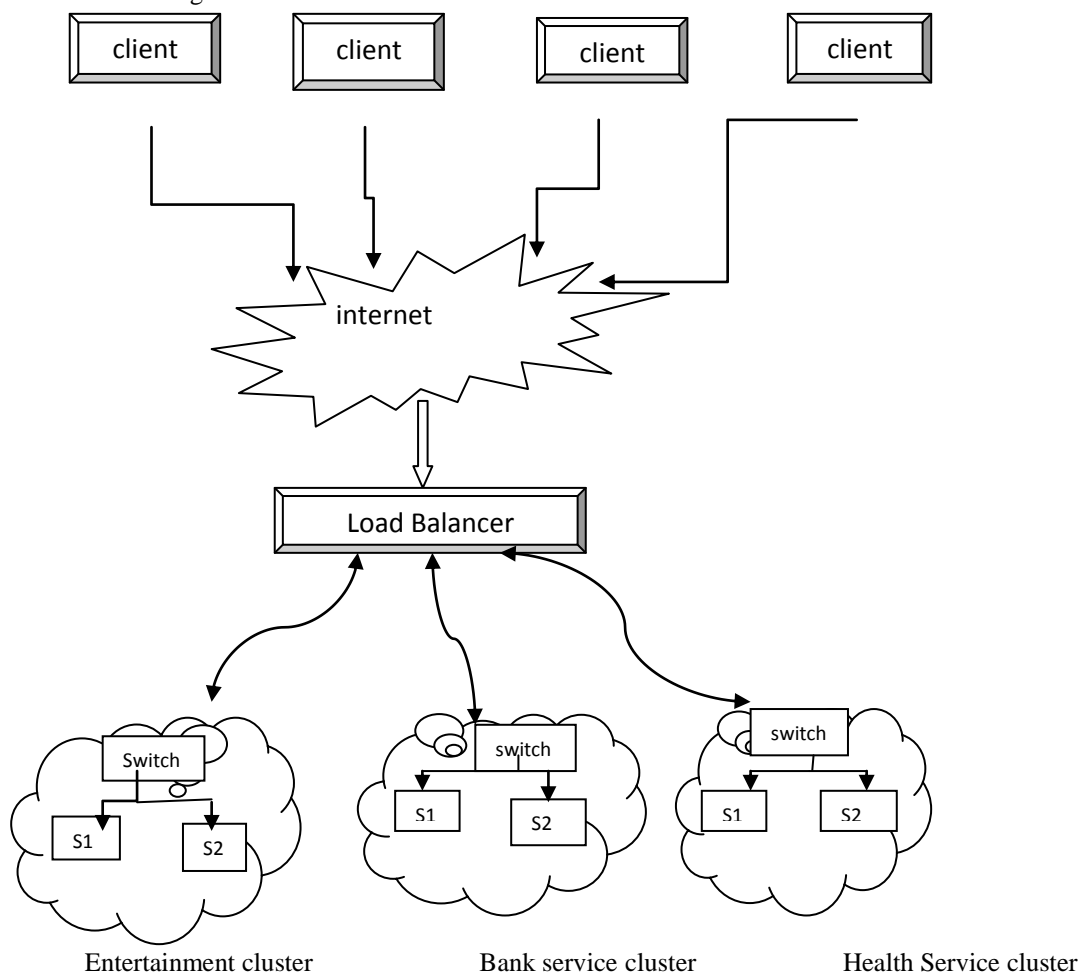 client client client client
internet
Load Balancer
Switch switch switch
S1 S2 S1 S2 S1 S2
Entertainment cluster Bank service cluster Health Service cluster